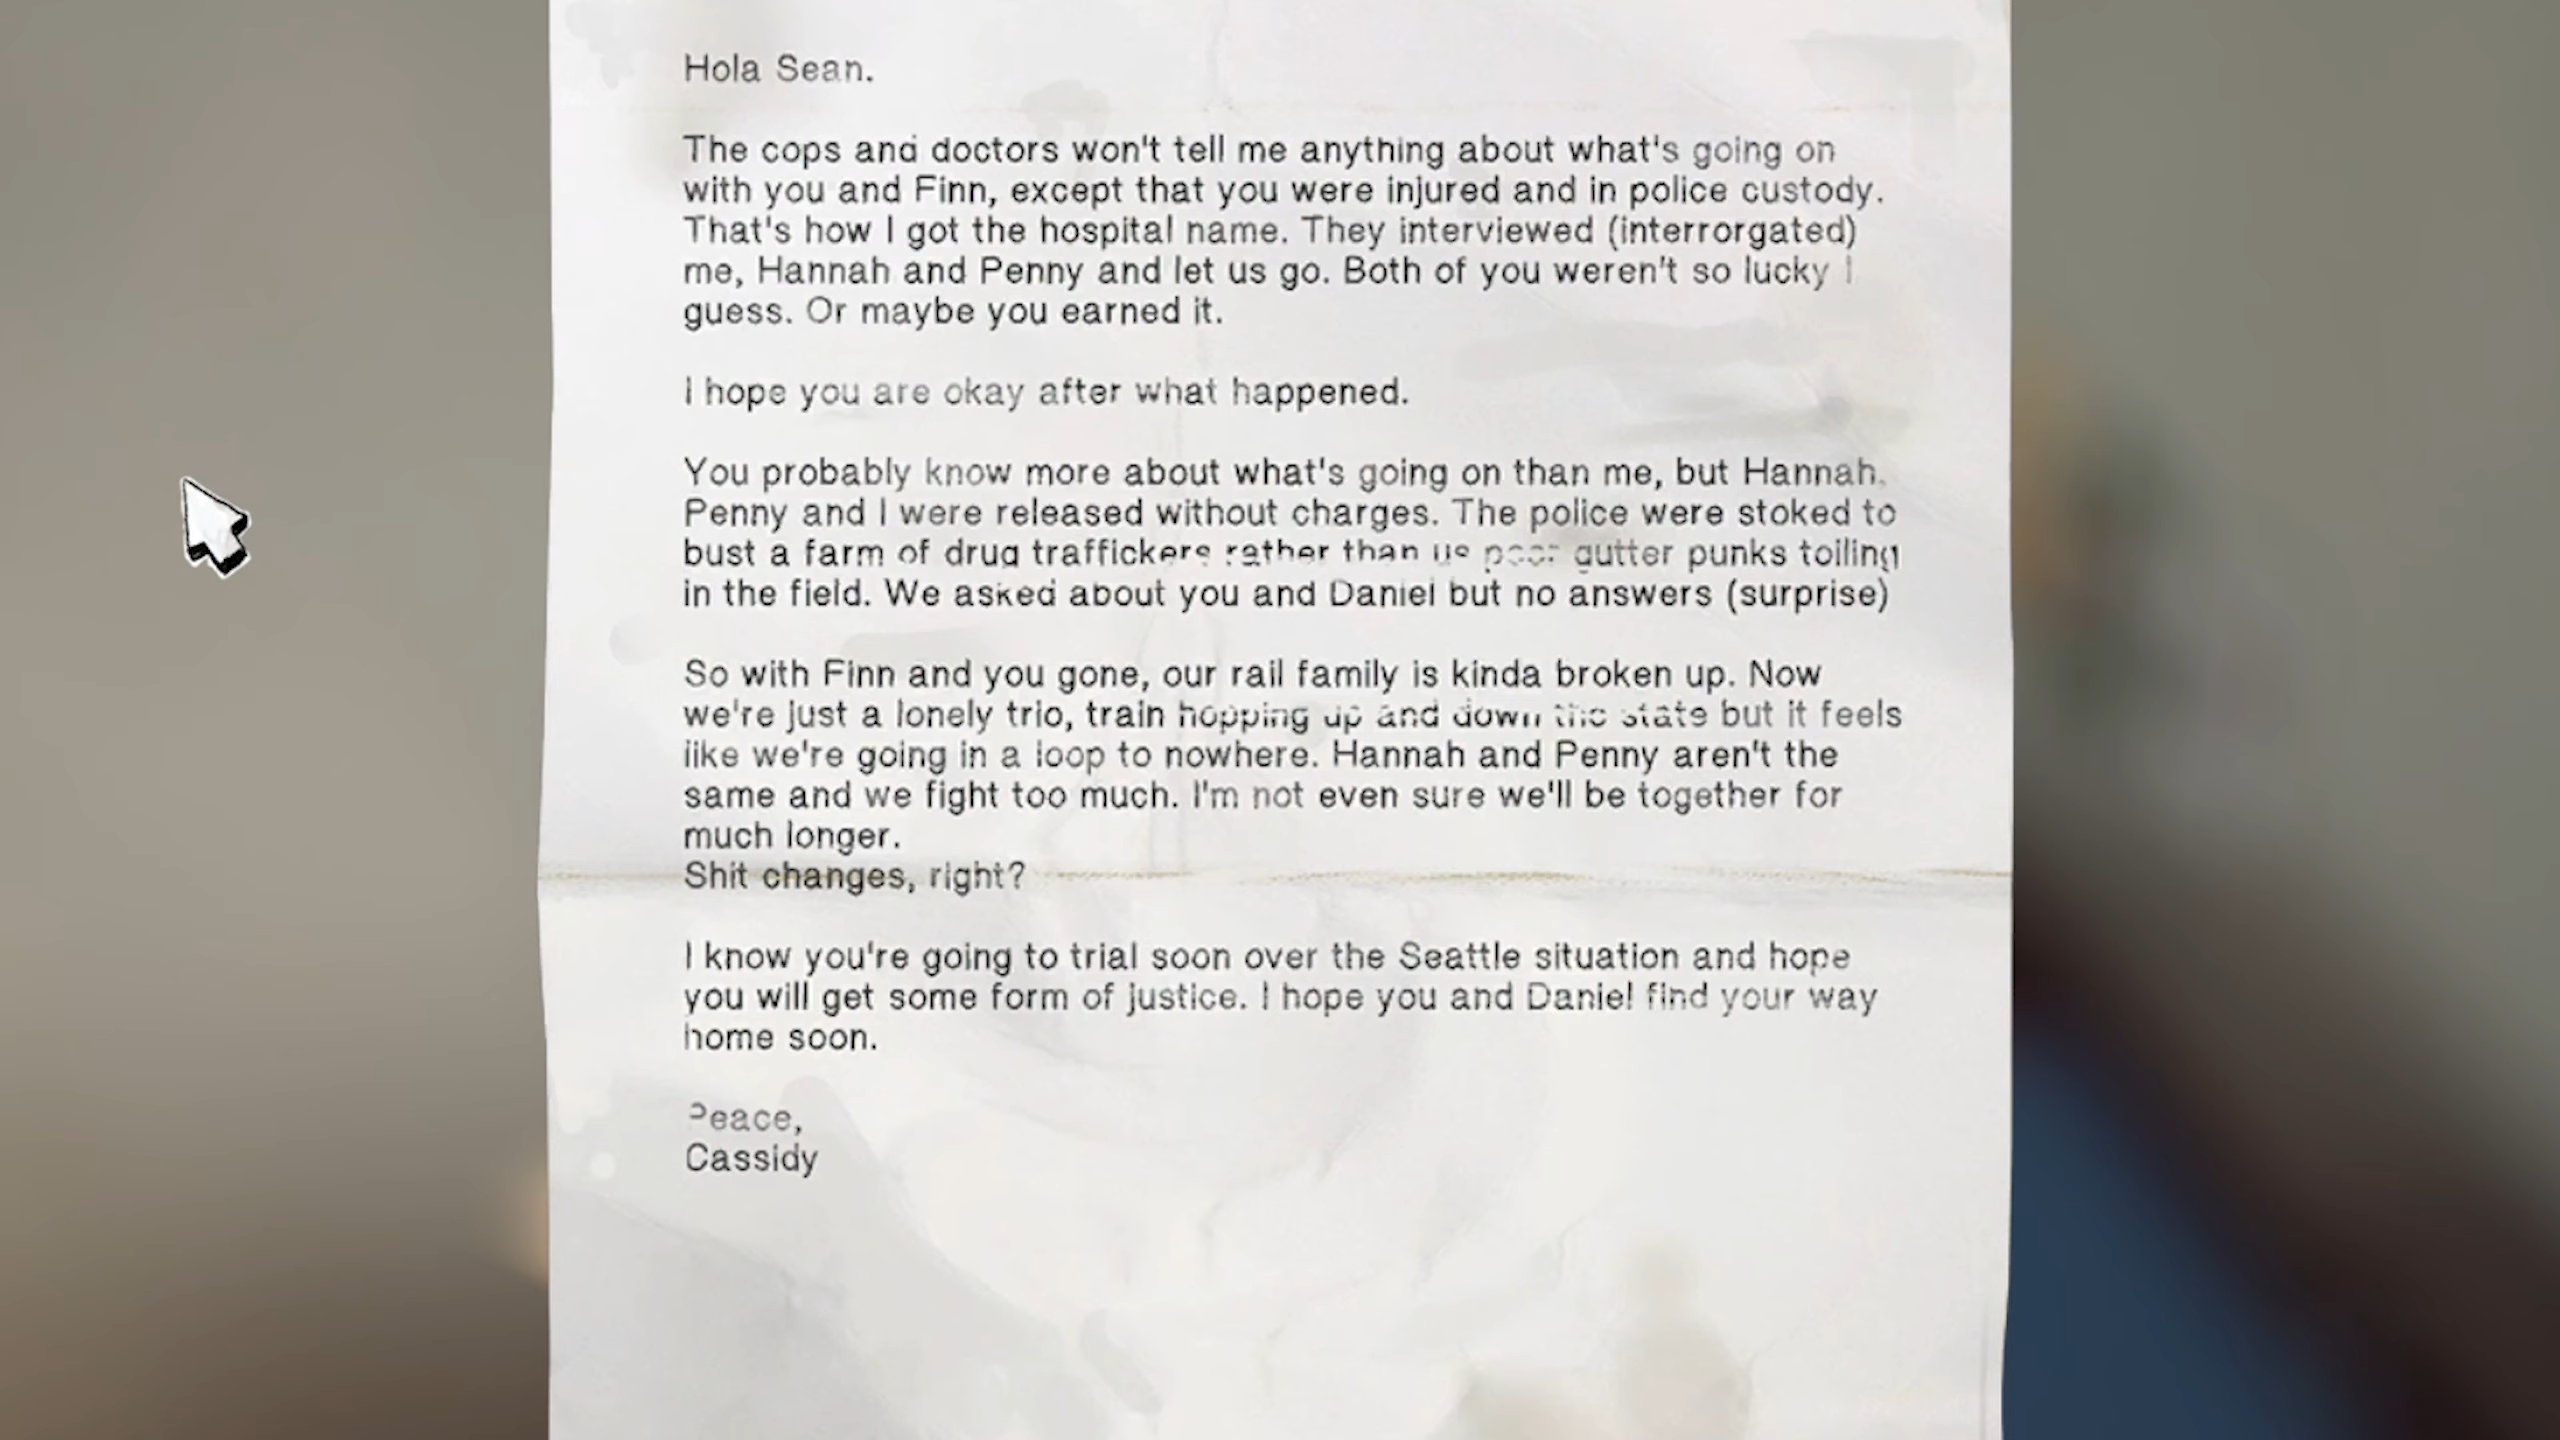 Hola Sean.
The cops and doctors won't tell me anything about what's going on
with you and Finn, except that you were injured and in police custody.
That's how I got the hospital name. They interviewed (interrorgated)
me, Hannah and Penny and let us go. Both of you weren't so lucky I
guess. Or maybe you earned it.
I hope you are okay after what happened.
You probably know more about what's going on than me, but Hannah,
Penny and I were released without charges. The police were stoked to
bust a farm of drug traffickers rather than us poor gutter punks toiling
in the field. We asked about you and Daniel but no answers (surprise)
So with Finn and you gone, our rail family is kinda broken up. Now
we're just a lonely trio, train hopping up and down the state but it feels
like we're going in a loop to nowhere. Hannah and Penny aren't the
same and we fight too much. I'm not even sure we'll be together for
much longer.
Shit changes, right?
I know you're going to trial soon over the Seattle situation and hope
you will get some form of justice. I hope you and Daniel find your way
home soon.
Peace,
Cassidy